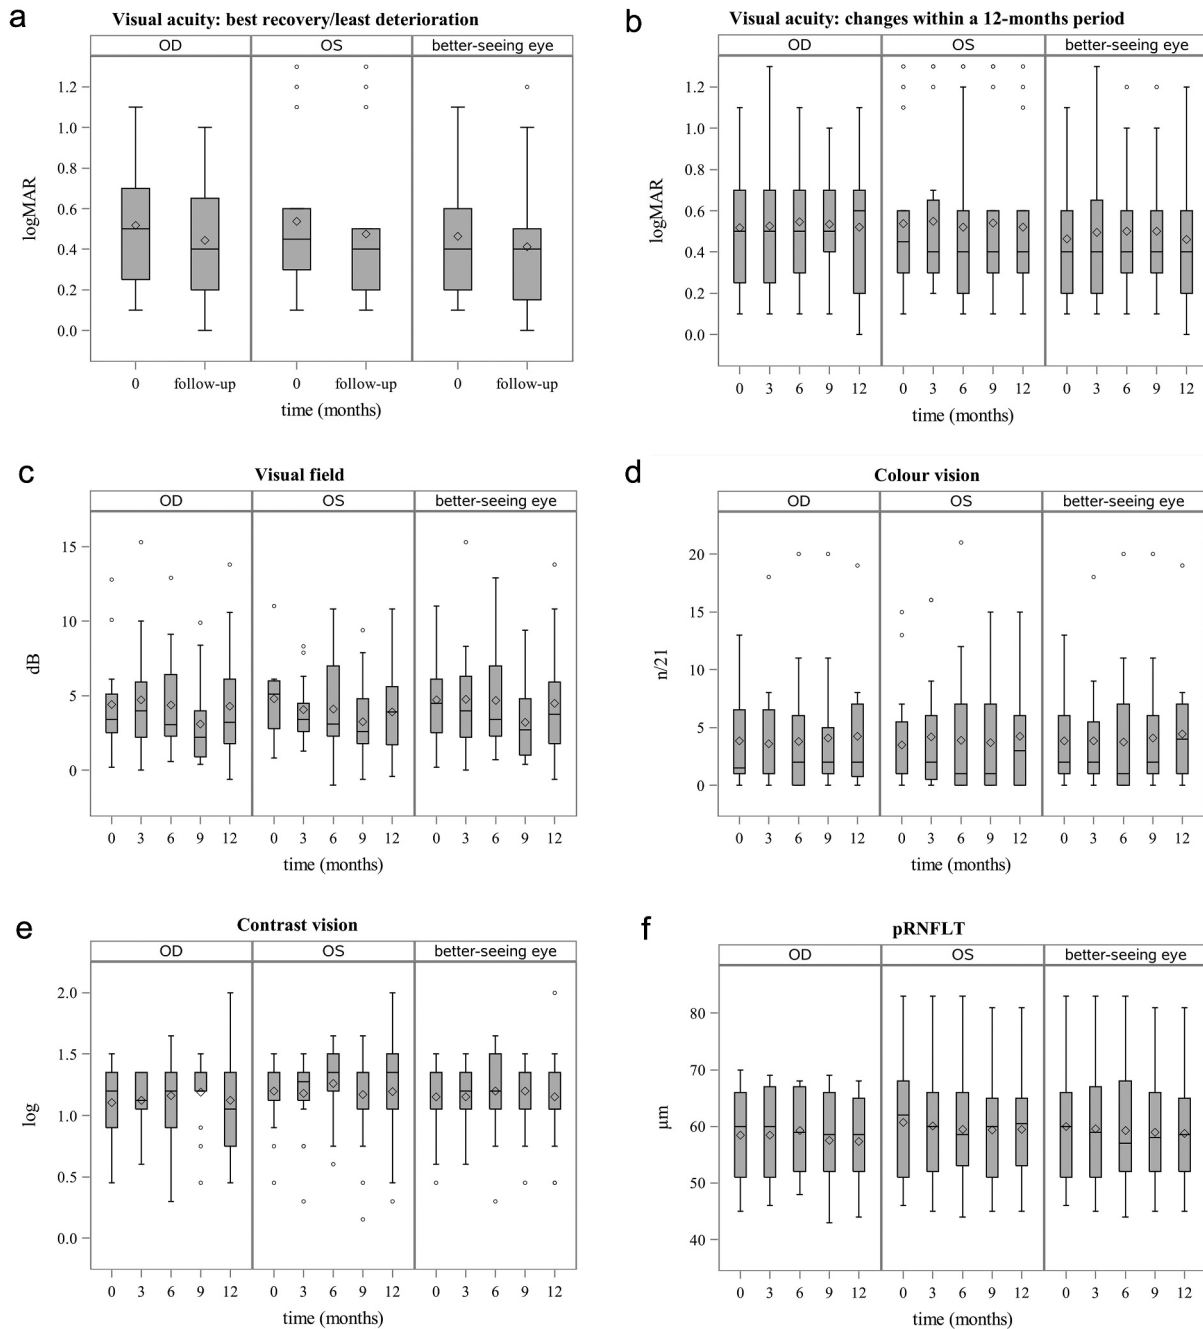 a
Visual acuity: best recovery/least deterioration
OD OS better-seeing eye
logMAR
1.2
1.0
0.8
0.6
0.4
0.2
0.0
0 follow-up 0 follow-up 0 follow-up
time (months)
b
Visual acuity: changes within a 12-months period
OD OS better-seeing eye
logMAR
1.2
1.0
0.8
0.6
0.4
0.2
0.0
0 3 6 9 12 0 3 6 9 12 0 3 6 9 12
time (months)
c
Visual field
OD OS better-seeing eye
dB
15
10
5
0
0 3 6 9 12 0 3 6 9 12 0 3 6 9 12
time (months)
d
Colour vision
OD OS better-seeing eye
n/21
20
15
10
5
0
0 3 6 9 12 0 3 6 9 12 0 3 6 9 12
time (months)
e
Contrast vision
OD OS better-seeing eye
log
2.0
1.5
1.0
0.5
0.0
0 3 6 9 12 0 3 6 9 12 0 3 6 9 12
time (months)
f
pRNFLT
OD OS better-seeing eye
µm
80
70
60
50
40
0 3 6 9 12 0 3 6 9 12 0 3 6 9 12
time (months)